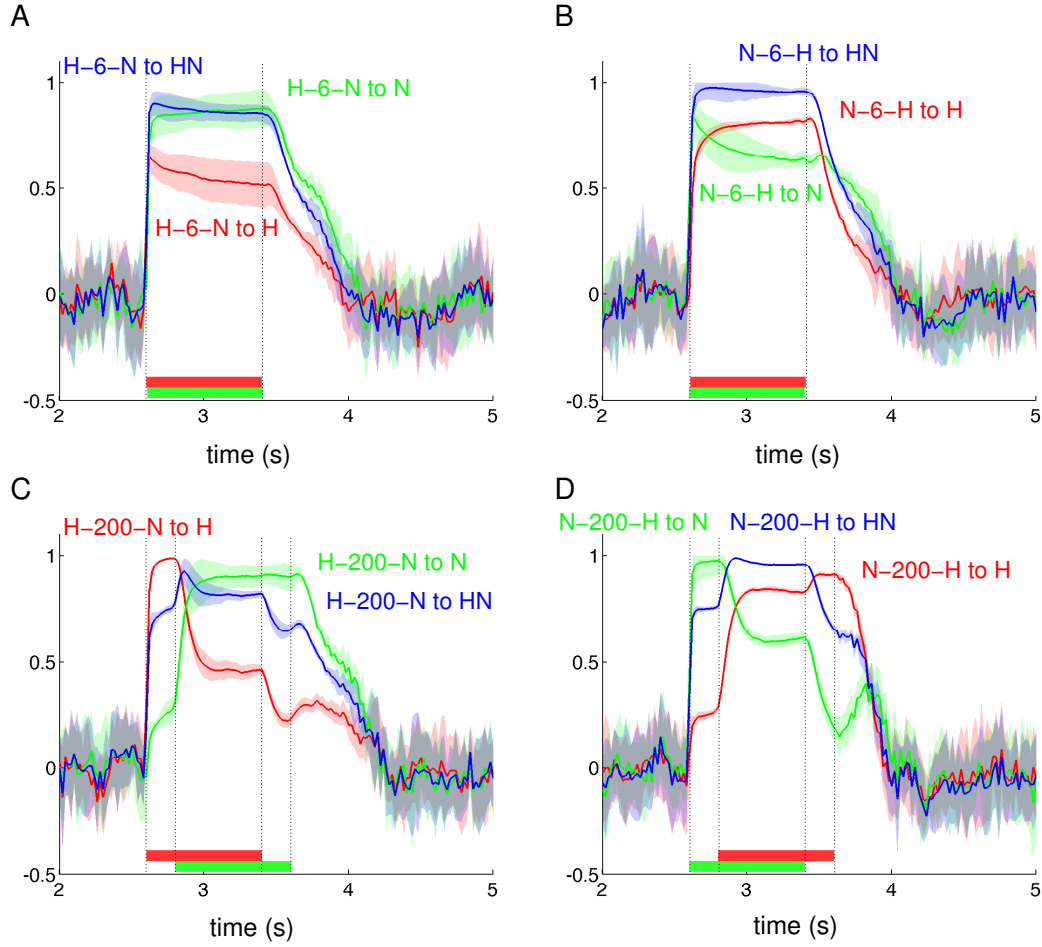 A
H−6−N to HN
H−6−N to N
H−6−N to H
1
0.5
0
−0.5
2
3
4
5
time (s)
B
N−6−H to HN
N−6−H to H
N−6−H to N
1
0.5
0
−0.5
2
3
4
5
time (s)
C
H−200−N to H
H−200−N to N
H−200−N to HN
1
0.5
0
−0.5
2
3
4
5
time (s)
D
N−200−H to N
N−200−H to HN
N−200−H to H
1
0.5
0
−0.5
2
3
4
5
time (s)